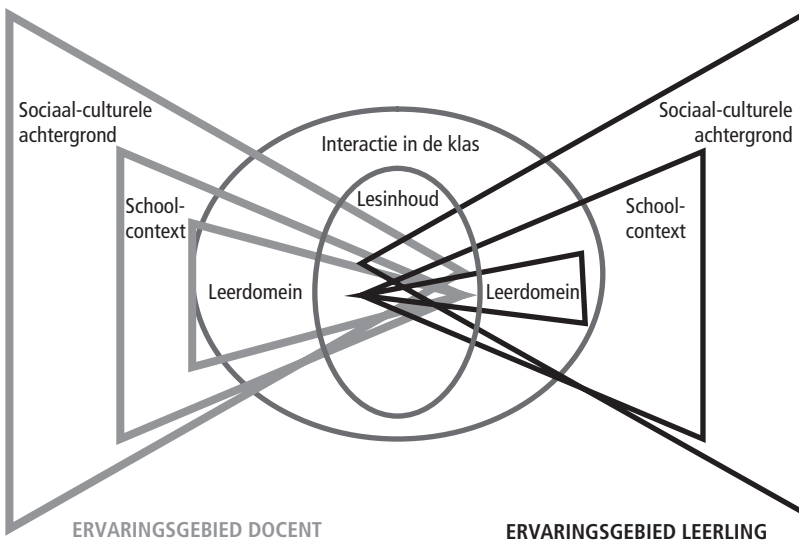 Sociaal-culturele
achtergrond
Sociaal-culturele
achtergrond
Interactie in de klas
School-
context
Lesinhoud
School-
context
Leerdomein
Leerdomein
ERVARINGSGEBIED DOCENT
ERVARINGSGEBIED LEERLING